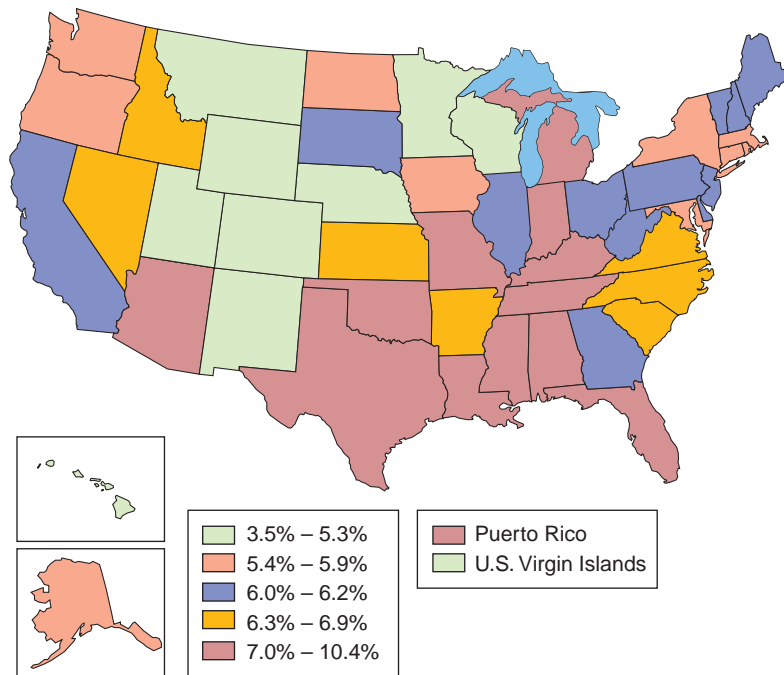 3.5% – 5.3%
5.4% – 5.9%
6.0% – 6.2%
6.3% – 6.9%
7.0% – 10.4%
Puerto Rico
U.S. Virgin Islands